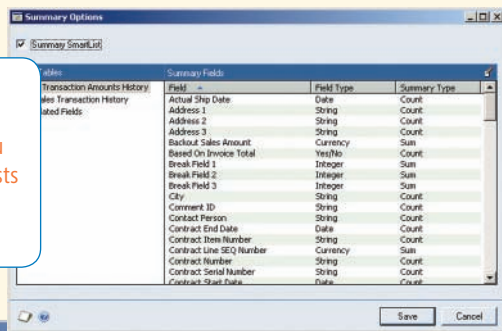 Summary Options
Summary SmartList
Summary Fields
Transaction Amounts History
Transaction History
Fields
Field Field Type Summary Type
Actual Ship Date Date Count
Address 1 String Count
Address 2 String Count
Address 3 String Count
Backout Sales Amount Currency Sum
Based On Invoice Total Yes/No Count
Break Field 1 Integer Sum
Break Field 2 Integer Sum
Break Field 3 Integer Sum
City String Count
Comment ID String Count
Contact Person String Count
Contract End Date Date Count
Contract Item Number String Count
Contract Line SEQ Number Currency Sum
Contract Number String Count
Contract Serial Number String Count
Contract Start Date Date Count
Save Cancel